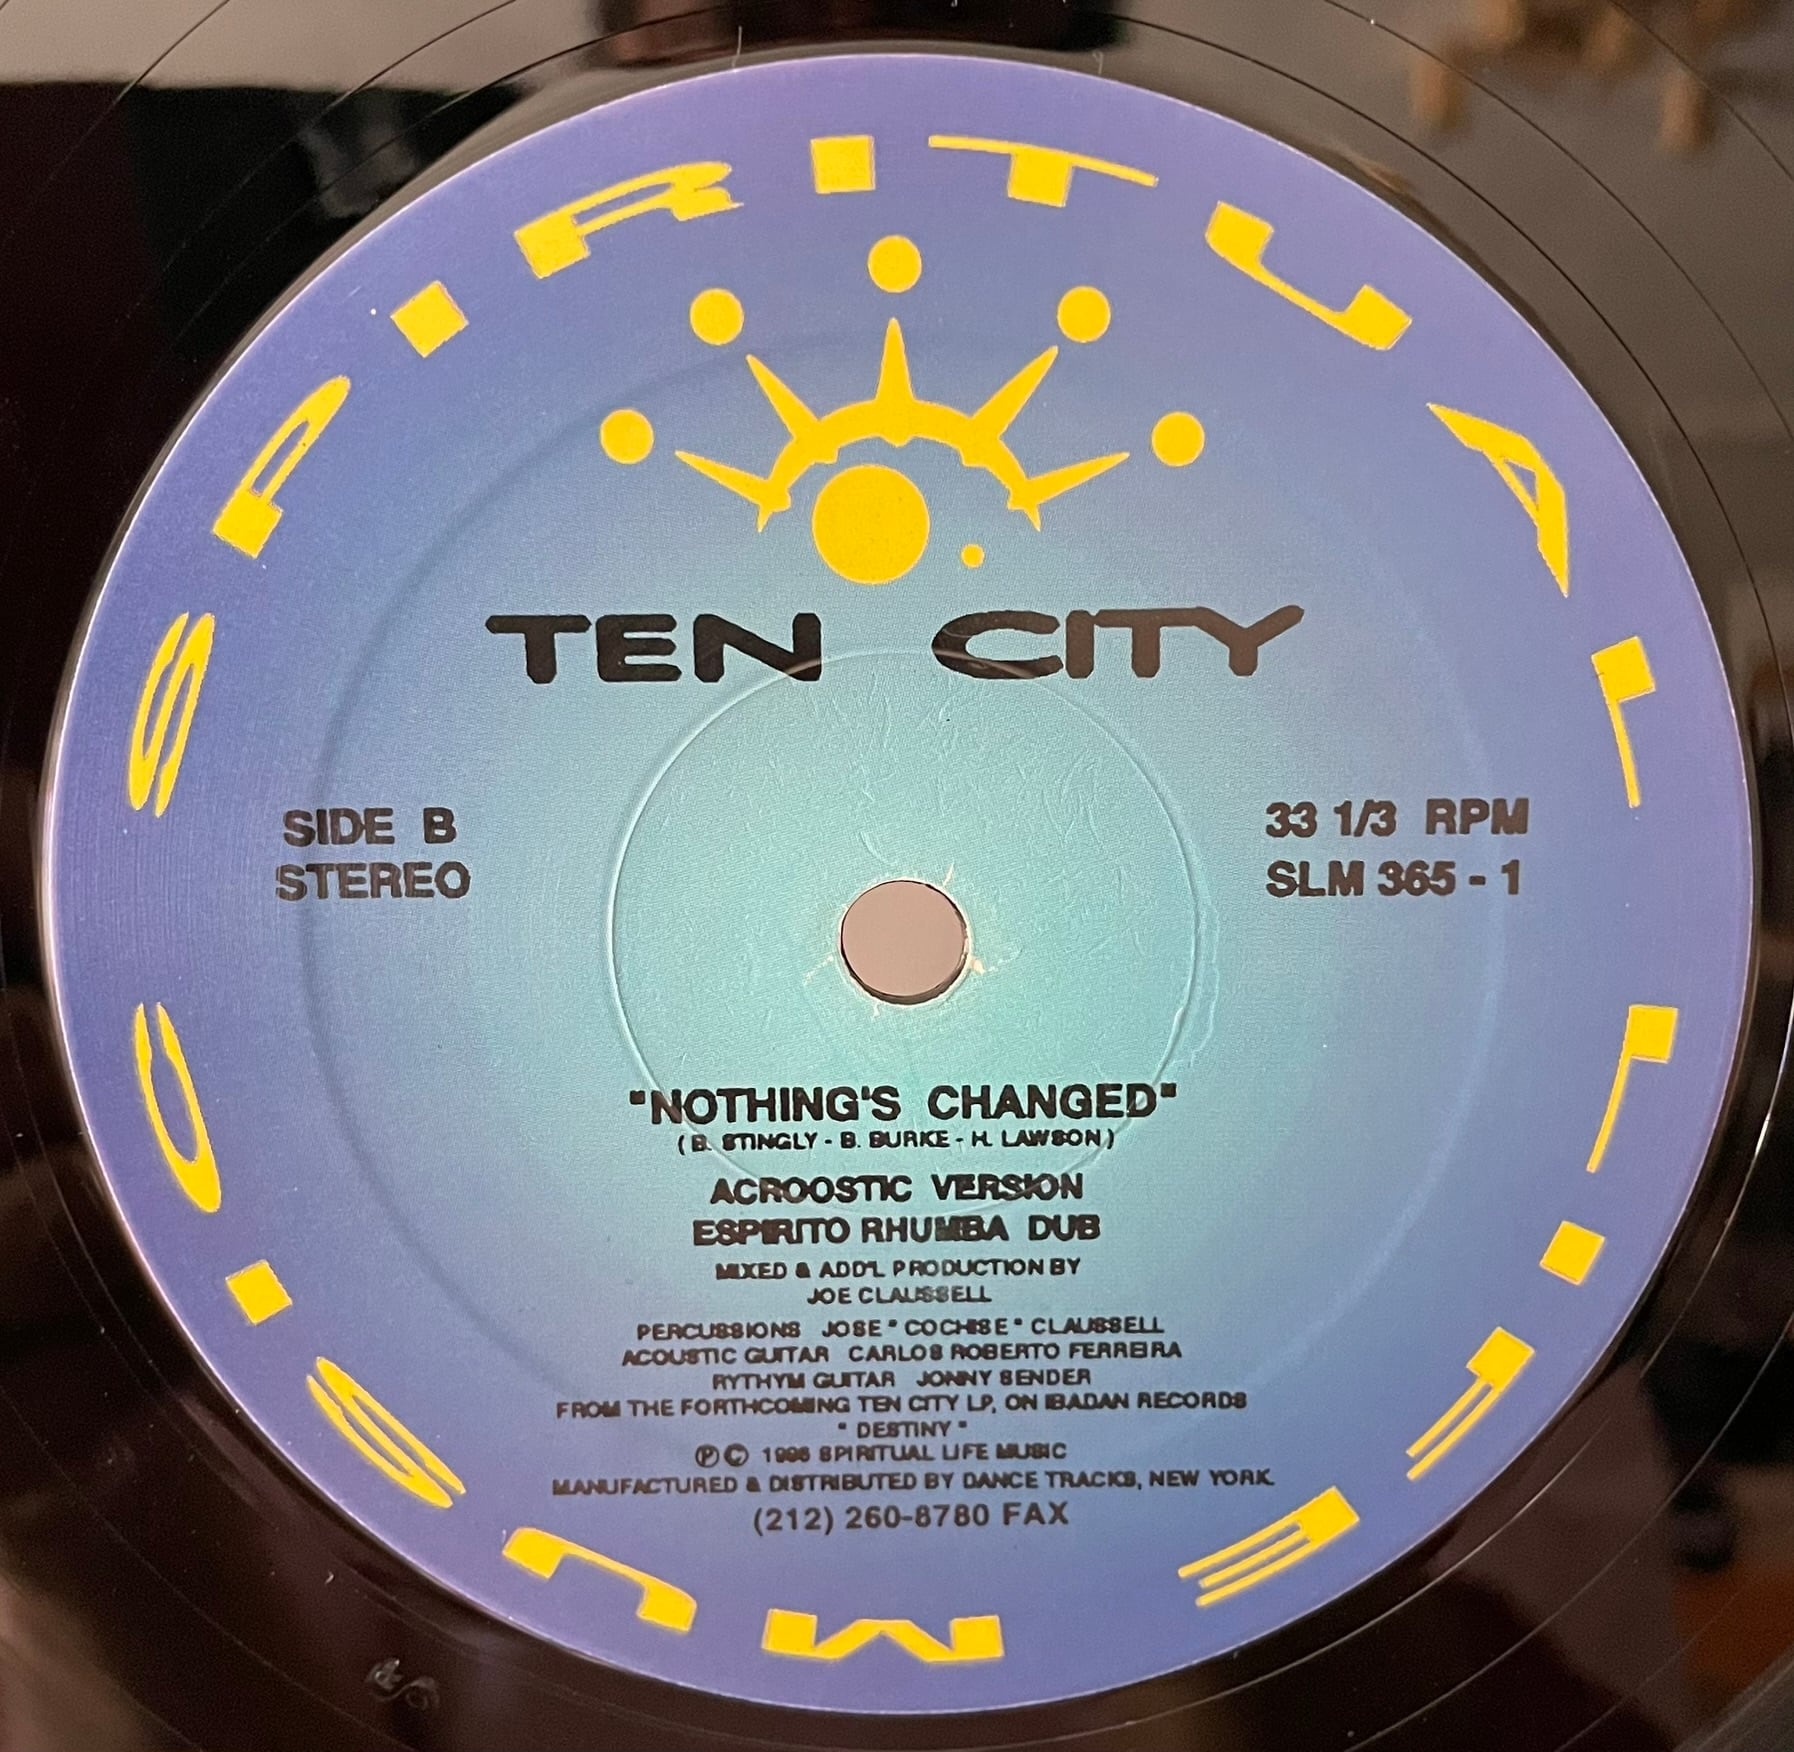 SPIRITUAL LIFE MUSIC
TEN CITY
SIDE B
STEREO
33 1/3 RPM
SLM 365 - 1
"NOTHING'S CHANGED"
( B. STINGLY - B. BURKE - H. LAWSON )
ACROOSTIC VERSION
ESPIRITO RHUMBA DUB
MIXED & ADD'L PRODUCTION BY
JOE CLAUSSELL
PERCUSSIONS JOSE " COCHISE " CLAUSSELL
ACOUSTIC GUITAR CARLOS ROBERTO FERREIRA
RYTHYM GUITAR JONNY SENDER
FROM THE FORTHCOMING TEN CITY LP, ON IBADAN RECORDS
" DESTINY "
℗ © 1996 SPIRITUAL LIFE MUSIC
MANUFACTURED & DISTRIBUTED BY DANCE TRACKS, NEW YORK
(212) 260-8780 FAX